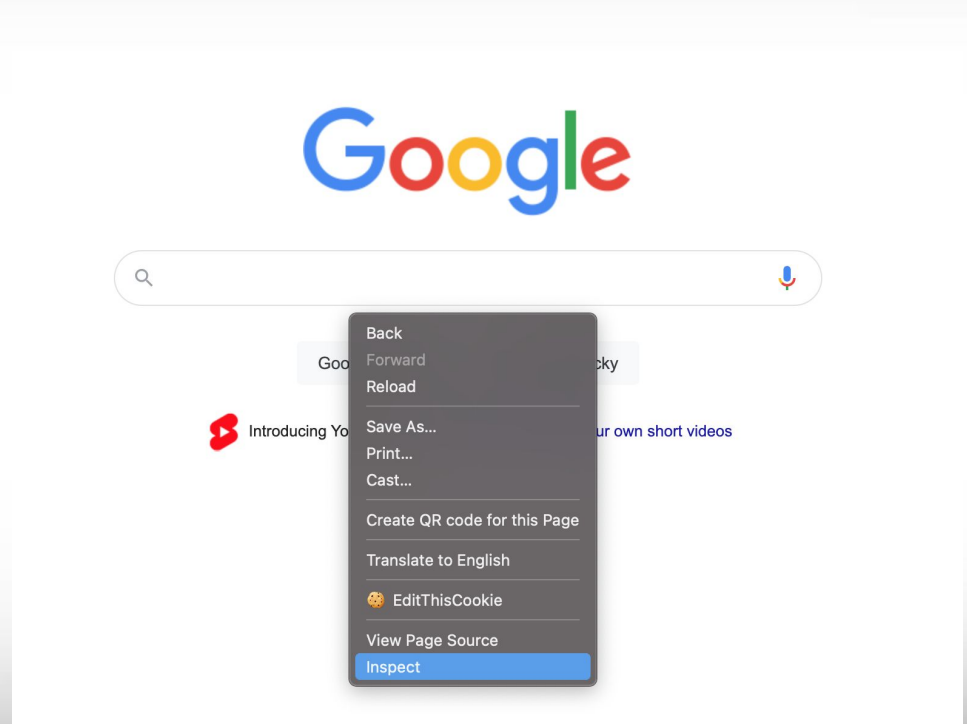 Google
Back
Goo
Forward
cky
Reload
Introducing Yo
Save As...
ur own short videos
Print...
Cast...
Create QR code for this Page
Translate to English
EditThisCookie
View Page Source
Inspect